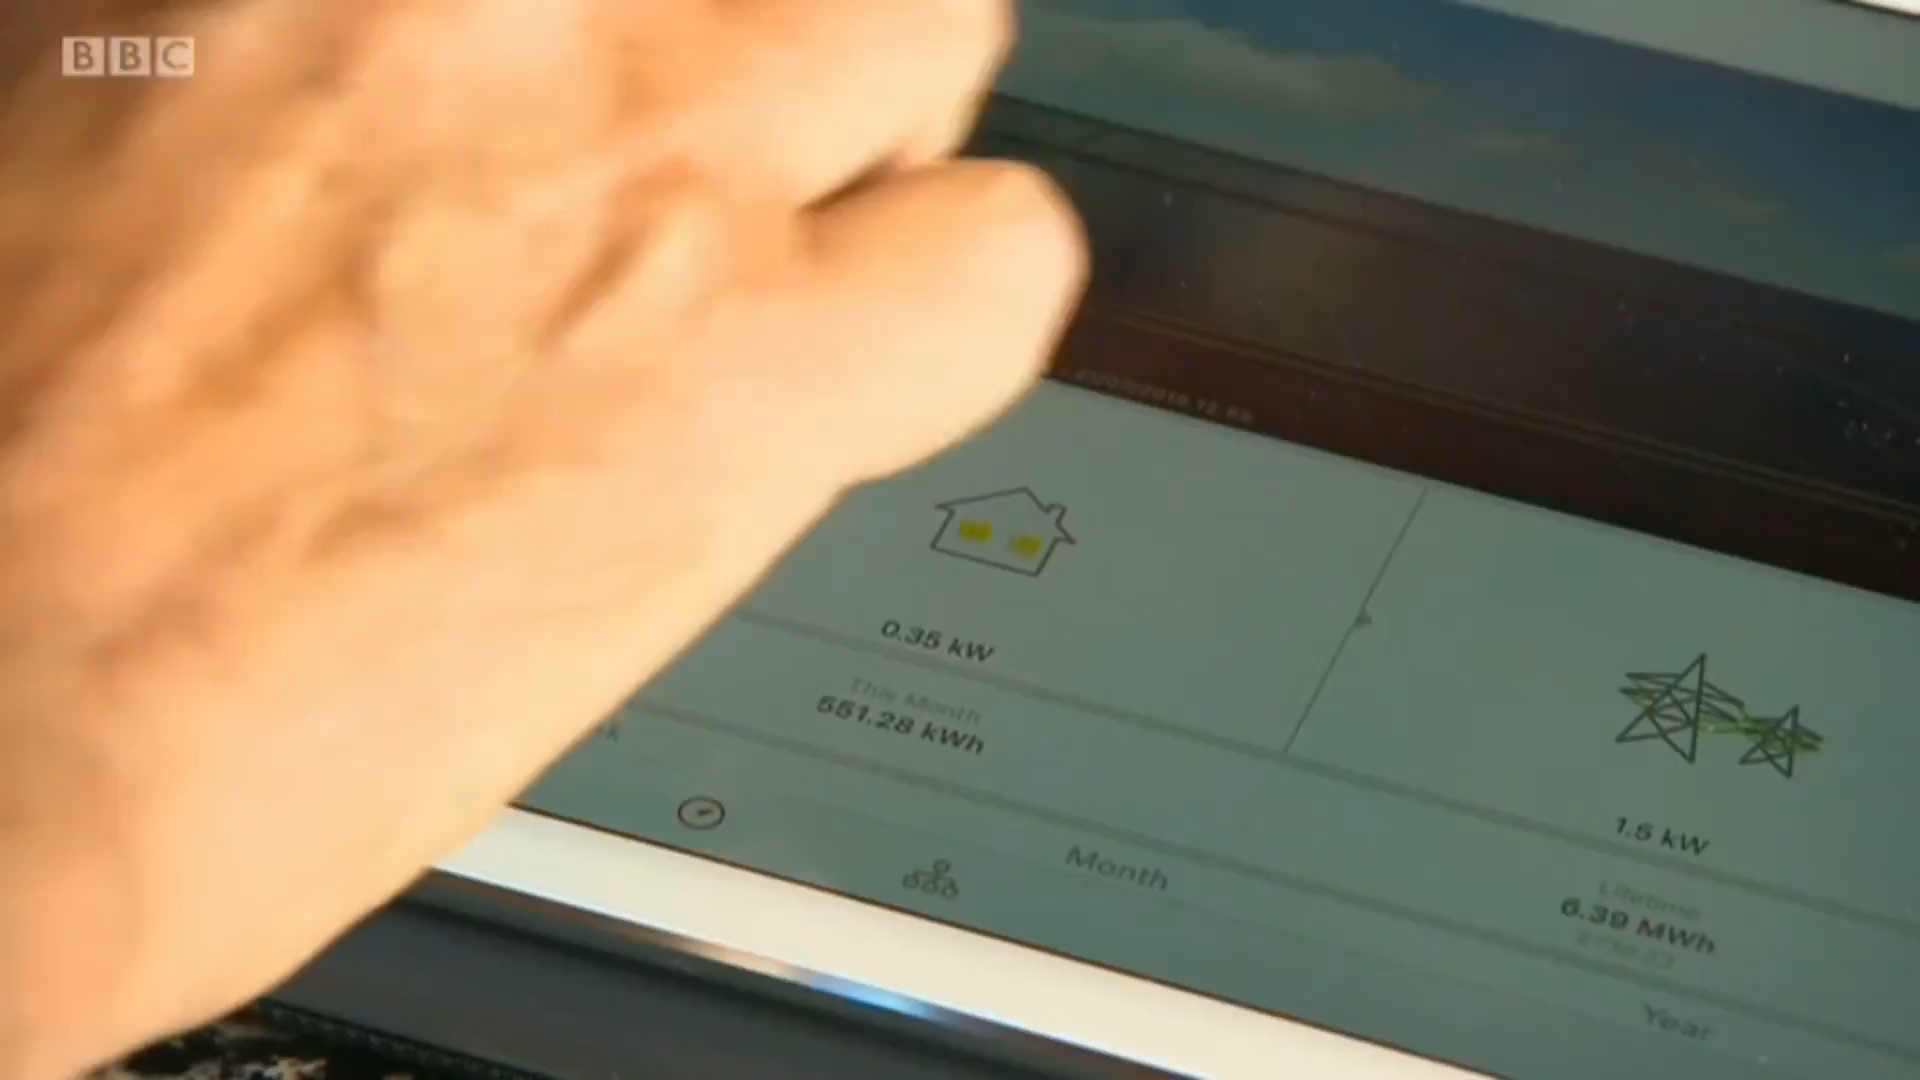 BBC
0.35 kW
This Month
551.28 kWh
1.5 kW
Lifetime
6.39 MWh
Month
Year